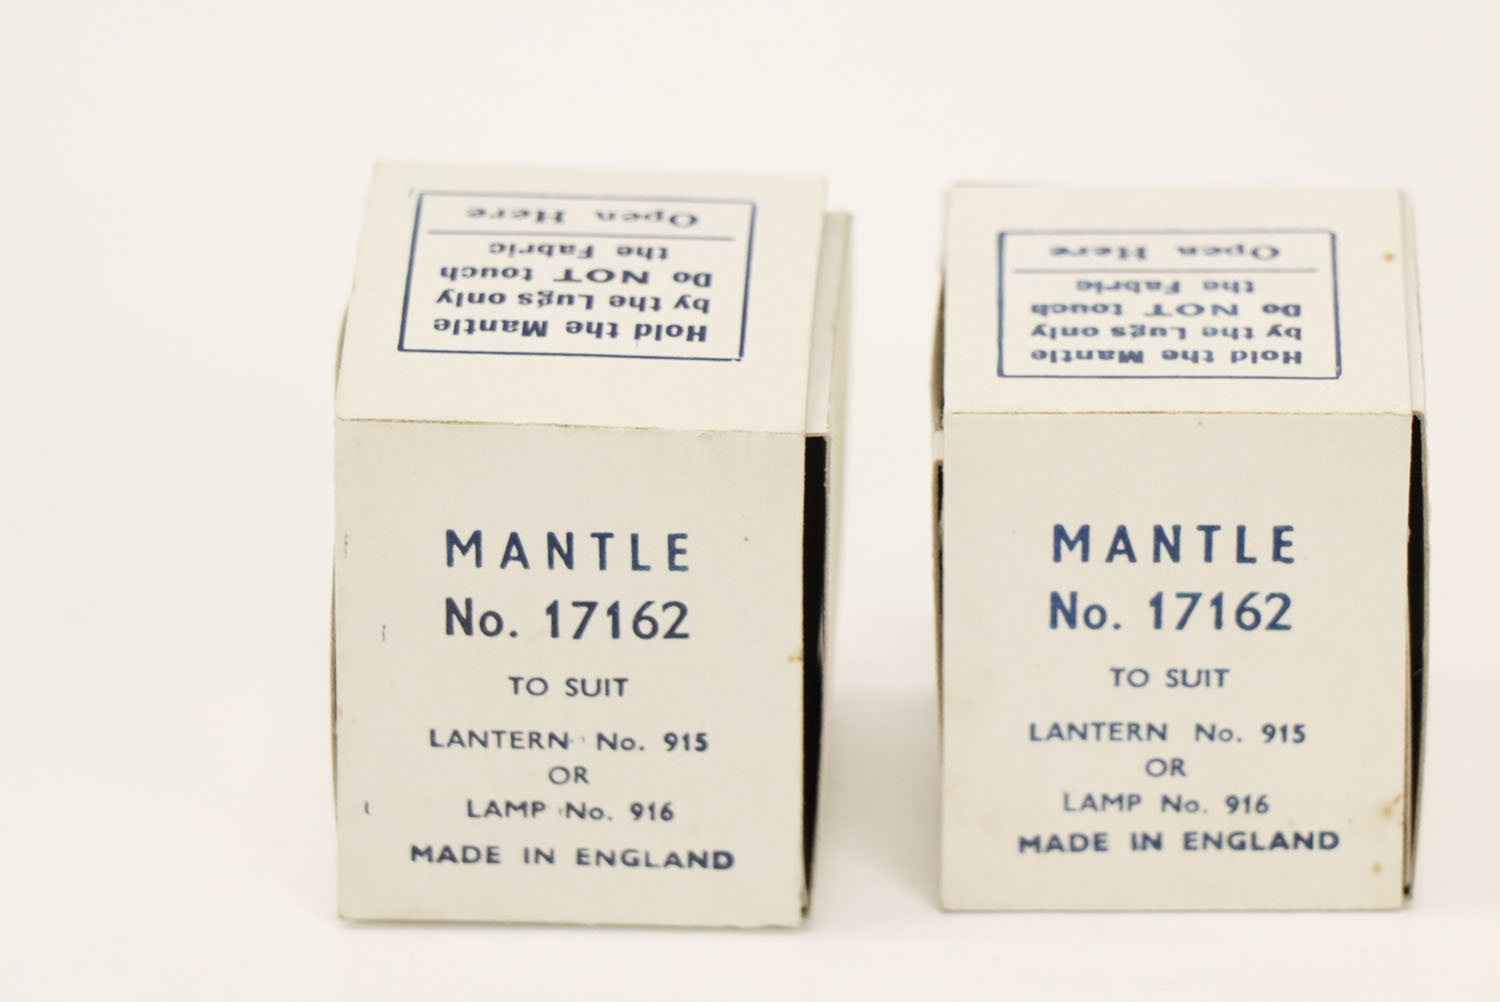 Hold the Mantle
by the Lugs only
Do NOT touch
the Fabric
Open Here
MANTLE
No. 17162
TO SUIT
LANTERN No. 915
OR
LAMP No. 916
MADE IN ENGLAND
Hold the Mantle
by the Lugs only
Do NOT touch
the Fabric
Open Here
MANTLE
No. 17162
TO SUIT
LANTERN No. 915
OR
LAMP No. 916
MADE IN ENGLAND